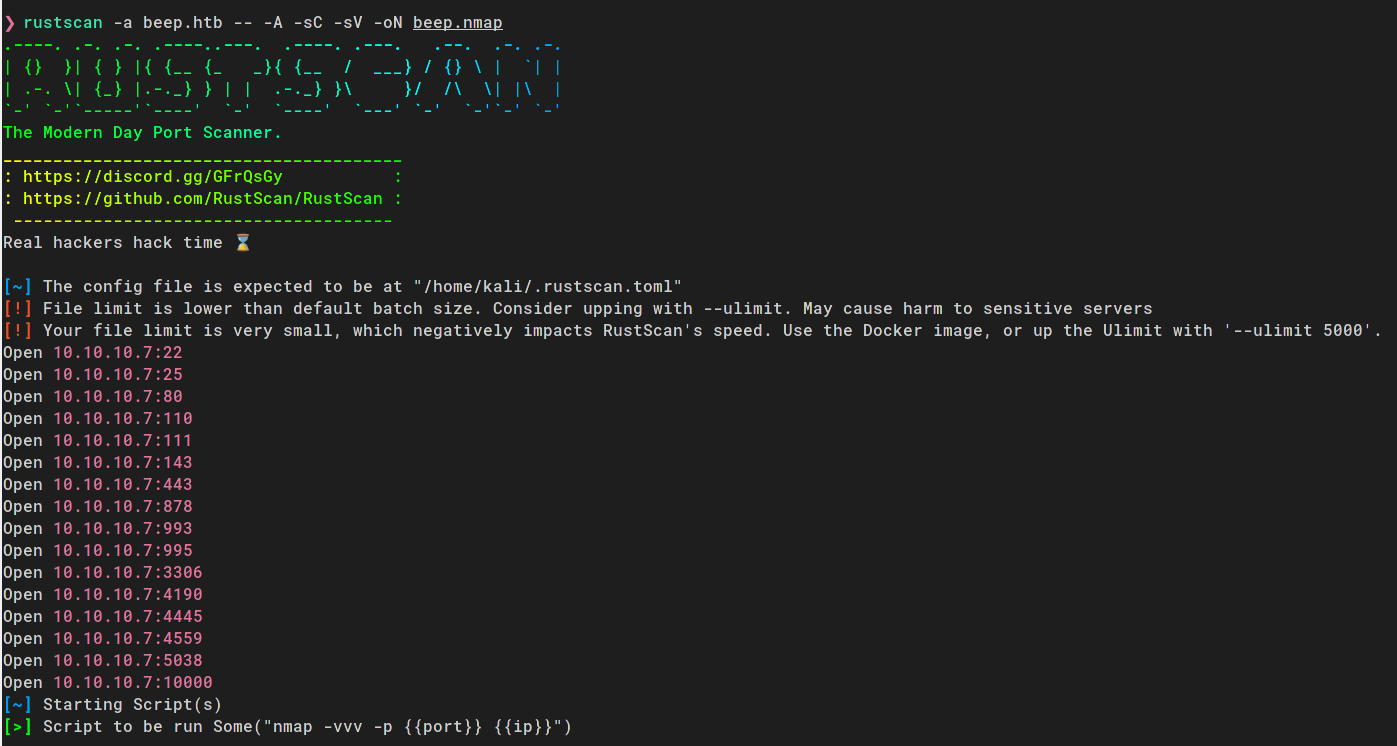 ❯ rustscan -a beep.htb -- -A -sC -sV -oN beep.nmap
.----. .-. .-. .----..---.  .----. .---.   .--.  .-. .-.
| {}  }| { } |{ {__ {_   _}{ {__  /  ___} / {} \ |  `| |
| .-. \| {_} |.-._} } | |  .-._} }\     }/  /\  \| |\  |
`-' `-'`-----'`----'  `-'  `----'  `---' `-'  `-'`-' `-'
The Modern Day Port Scanner.
________________________________________
: https://discord.gg/GFrQsGy           :
: https://github.com/RustScan/RustScan :
 --------------------------------------
Real hackers hack time ⌛
[~] The config file is expected to be at "/home/kali/.rustscan.toml"
[!] File limit is lower than default batch size. Consider upping with --ulimit. May cause harm to sensitive servers
[!] Your file limit is very small, which negatively impacts RustScan's speed. Use the Docker image, or up the Ulimit with '--ulimit 5000'.
Open 10.10.10.7:22
Open 10.10.10.7:25
Open 10.10.10.7:80
Open 10.10.10.7:110
Open 10.10.10.7:111
Open 10.10.10.7:143
Open 10.10.10.7:443
Open 10.10.10.7:878
Open 10.10.10.7:993
Open 10.10.10.7:995
Open 10.10.10.7:3306
Open 10.10.10.7:4190
Open 10.10.10.7:4445
Open 10.10.10.7:4559
Open 10.10.10.7:5038
Open 10.10.10.7:10000
[~] Starting Script(s)
[>] Script to be run Some("nmap -vvv -p {{port}} {{ip}}")